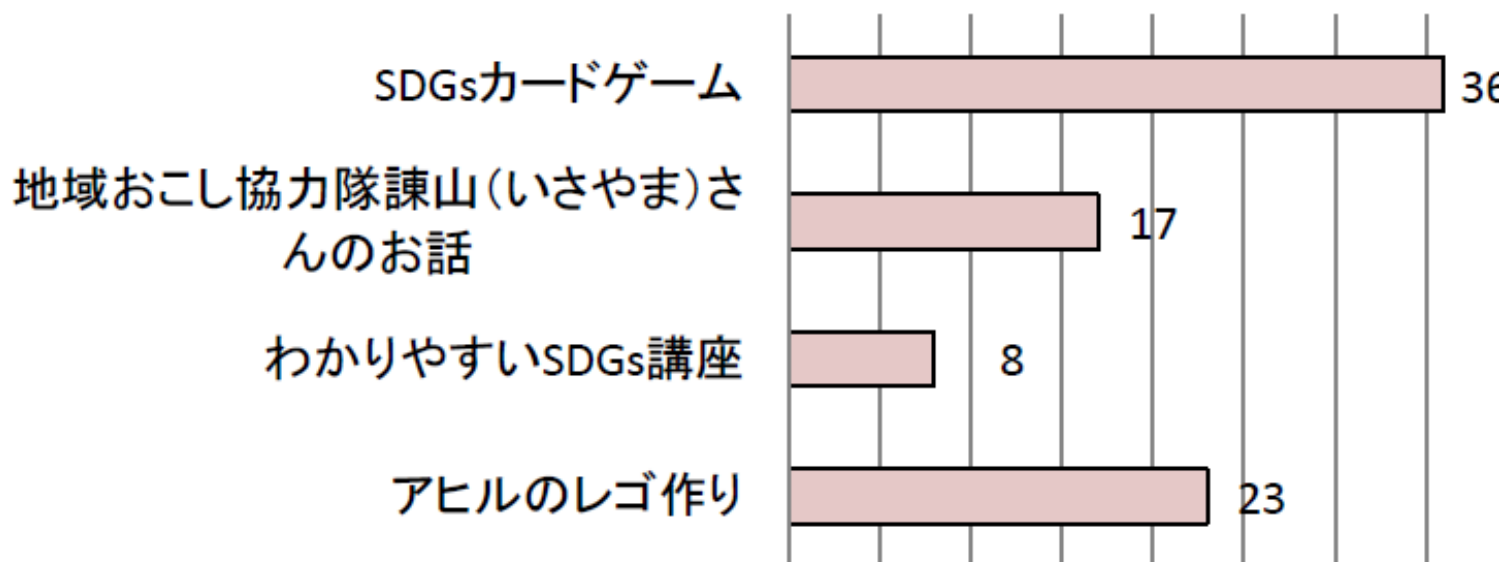 SDGsカードゲーム
36
地域おこし協力隊諌山(いさやま)さ
んのお話
17
わかりやすいSDGs講座
8
アヒルのレゴ作り
23